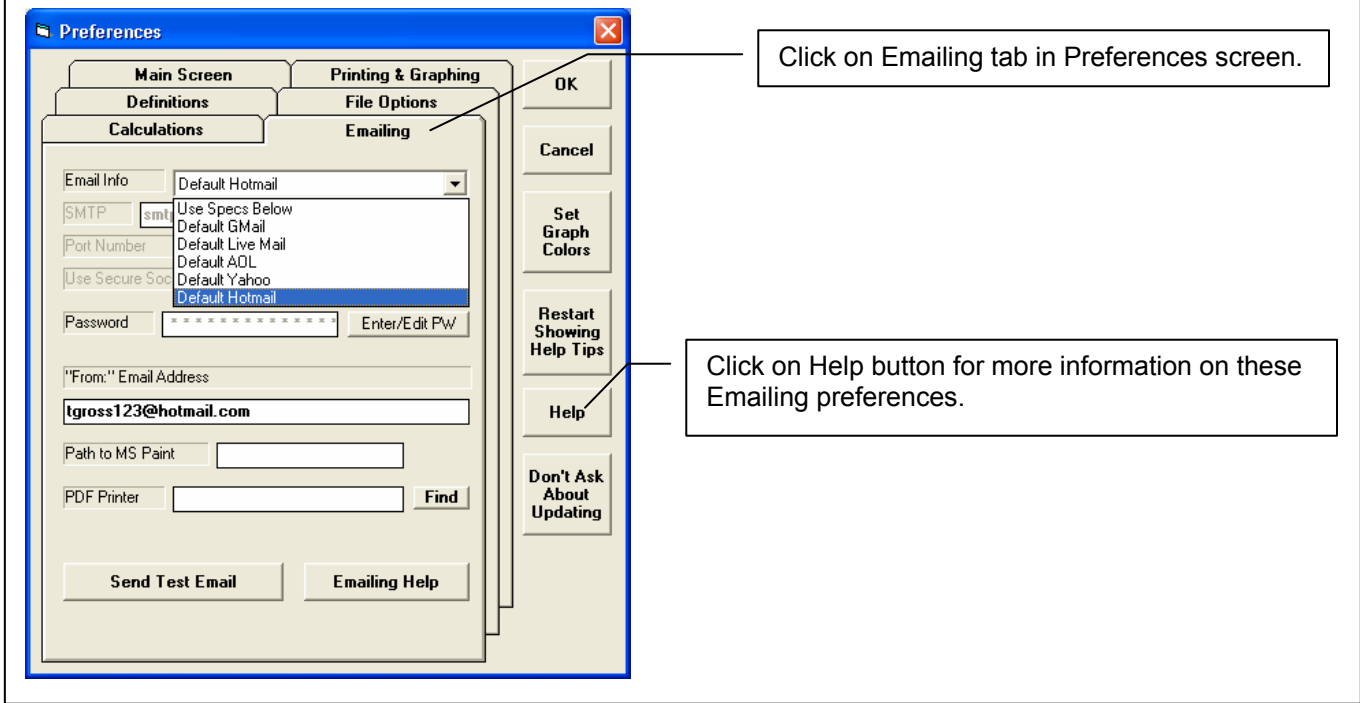 Preferences
Main Screen
Printing & Graphing
Definitions
File Options
Calculations
Emailing
Email Info
Default Hotmail
SMTP
smtp
Use Specs Below
Default GMail
Default Live Mail
Default AOL
Default Yahoo
Default Hotmail
Port Number
Use Secure Soc
Password
* * * * * * * * * * * * * * *
Enter/Edit PW
"From:" Email Address
tgross123@hotmail.com
Path to MS Paint
PDF Printer
Find
Send Test Email
Emailing Help
OK
Cancel
Set
Graph
Colors
Restart
Showing
Help Tips
Help
Don't Ask
About
Updating
Click on Emailing tab in Preferences screen.
Click on Help button for more information on these
Emailing preferences.